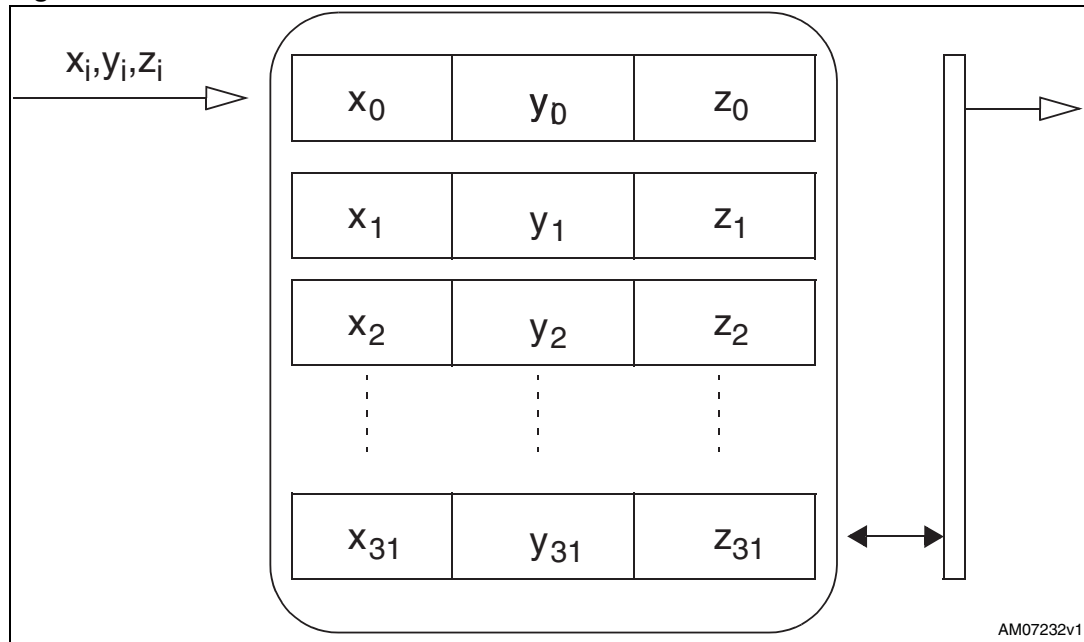 xi,yi,zi
x0 y0 z0
x1 y1 z1
x2 y2 z2
x31 y31 z31
AM07232v1